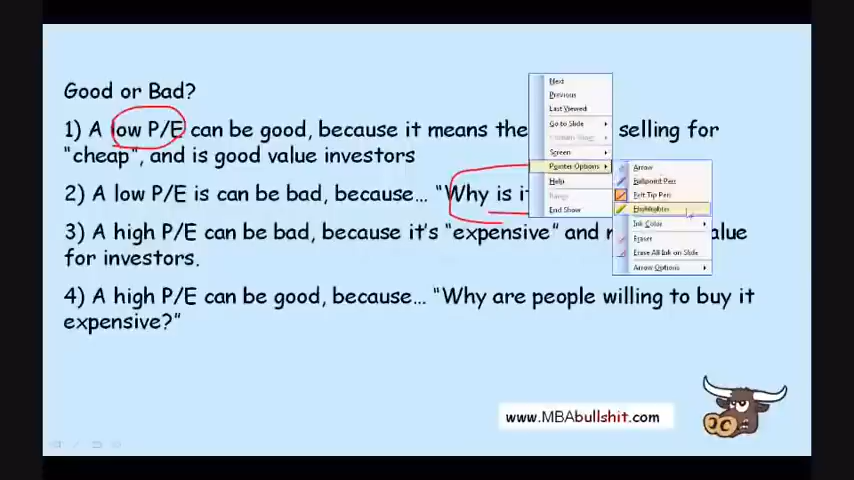 Good or Bad?
1) A low P/E can be good, because it means the selling for
"cheap", and is good value investors
2) A low P/E is can be bad, because... "Why is it
3) A high P/E can be bad, because it's "expensive" and value
for investors.
4) A high P/E can be good, because... "Why are people willing to buy it
expensive?"
Next
Previous
Last Viewed
Go to Slide
Screen
Pointer Options
Help
End Show
Arrow
Ballpoint Pen
Felt Tip Pen
Highlighter
Ink Color
Eraser
Erase All Ink on Slide
Arrow Options
www.MBAbullshit.com